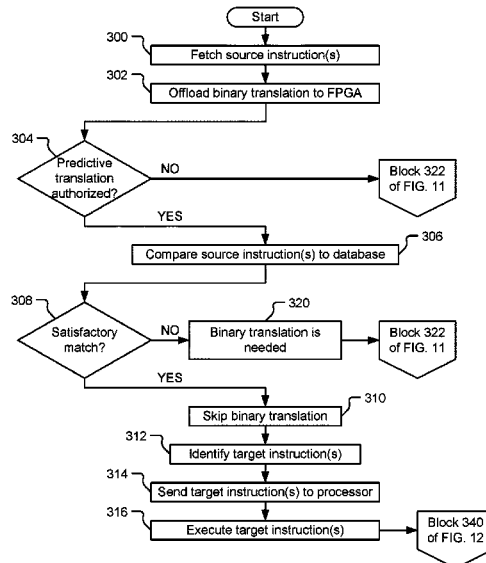 Start
300
Fetch source instruction(s)
302
Offload binary translation to FPGA
304
Predictive
translation
authorized?
NO
Block 322
of FIG. 11
YES
Compare source instruction(s) to database
306
308
Satisfactory
match?
NO
320
Binary translation is
needed
Block 322
of FIG. 11
YES
Skip binary translation
310
312
Identify target instruction(s)
314
Send target instruction(s) to processor
316
Execute target instruction(s)
Block 340
of FIG. 12